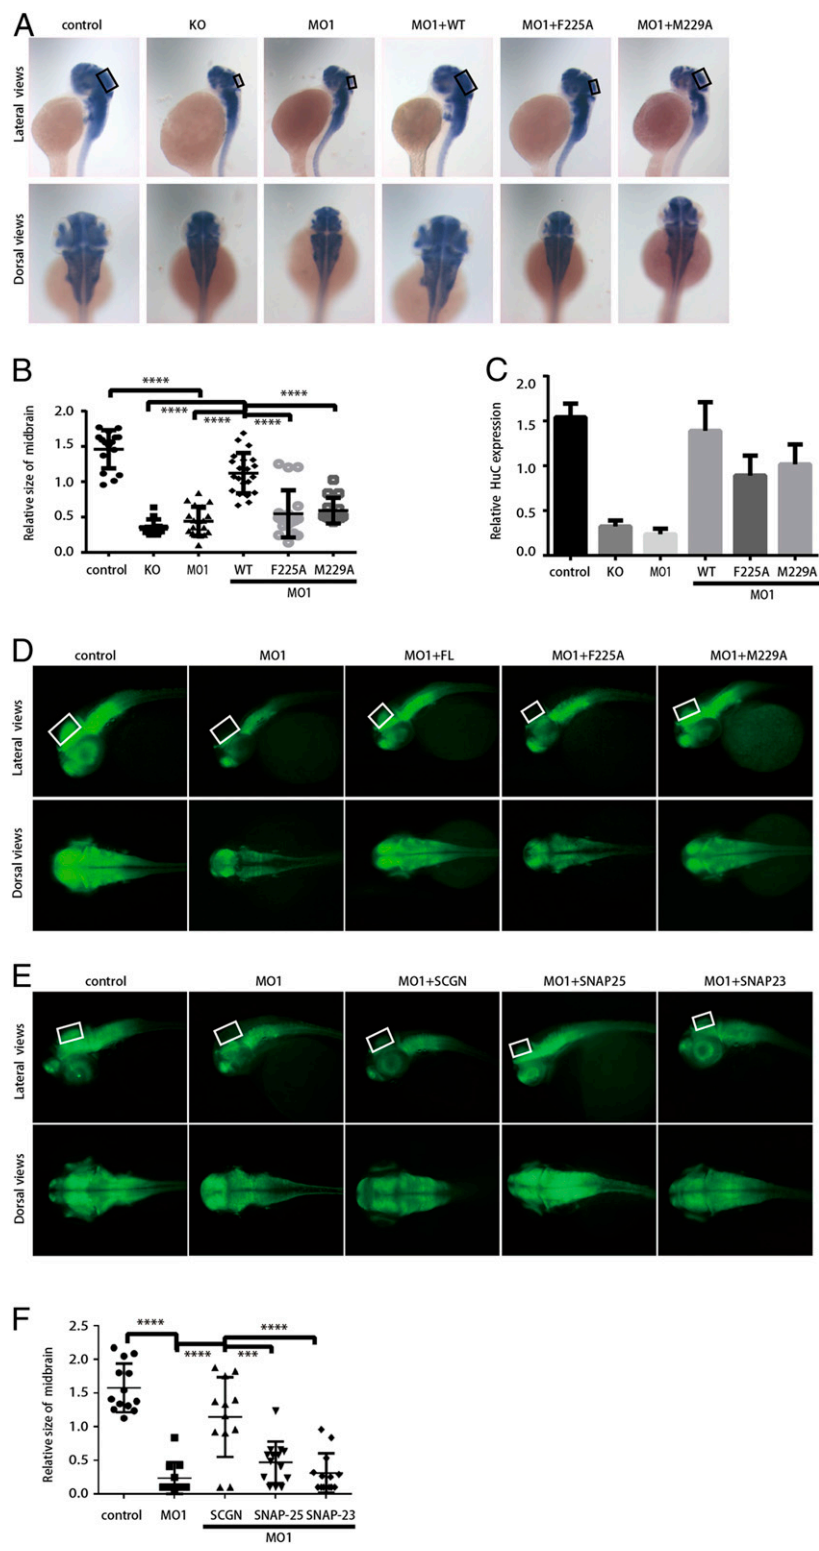 A
control KO MO1 MO1+WT MO1+F225A MO1+M229A
Lateral views
Dorsal views
B
**** **** **** **** ****
Relative size of midbrain
2.0
1.5
1.0
0.5
0.0
control KO MO1 WT F225A M229A
MO1
C
Relative HuC expression
2.0
1.5
1.0
0.5
0.0
control KO MO1 WT F225A M229A
MO1
D
control MO1 MO1+FL MO1+F225A MO1+M229A
Lateral views
Dorsal views
E
control MO1 MO1+SCGN MO1+SNAP25 MO1+SNAP23
Lateral views
Dorsal views
F
**** **** *** ****
Relative size of midbrain
2.5
2.0
1.5
1.0
0.5
0.0
control MO1 SCGN SNAP-25 SNAP-23
MO1